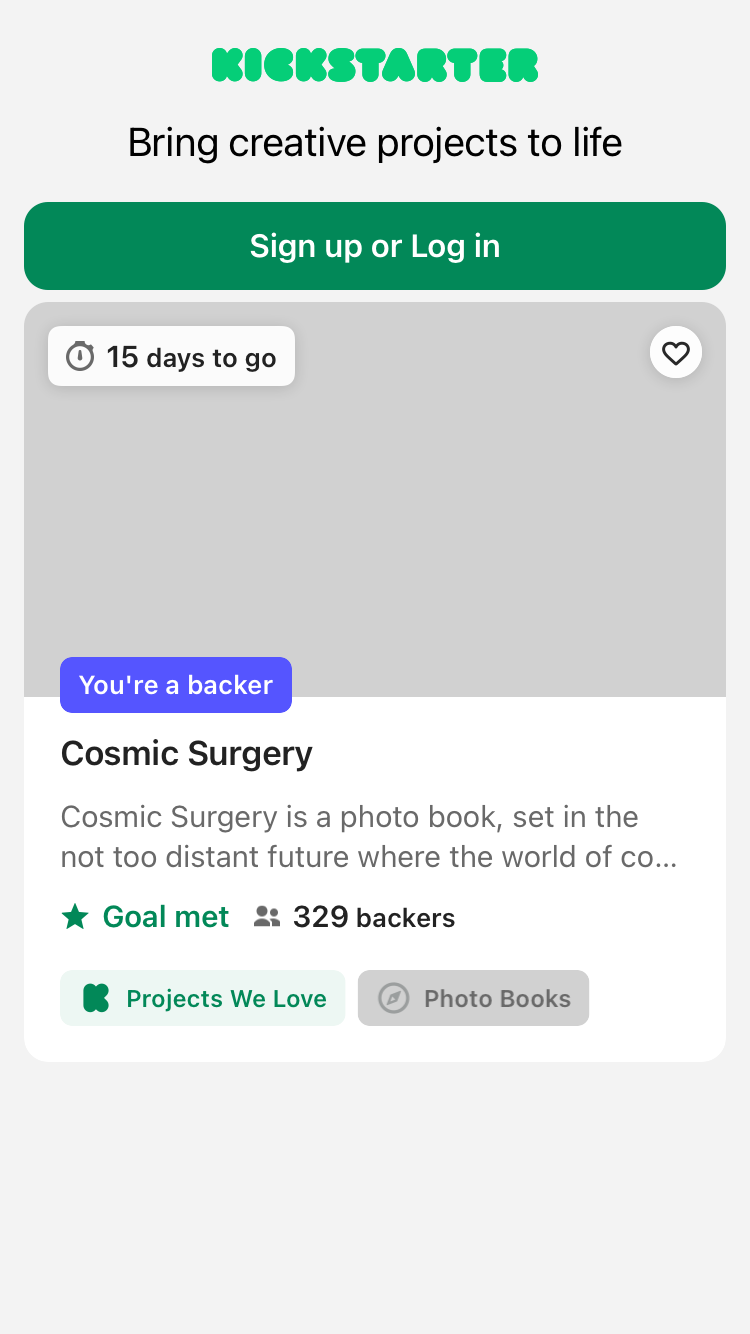 KICKSTARTER
Bring creative projects to life
Sign up or Log in
15 days to go
You're a backer
Cosmic Surgery
Cosmic Surgery is a photo book, set in the
not too distant future where the world of co...
Goal met 329 backers
Projects We Love Photo Books